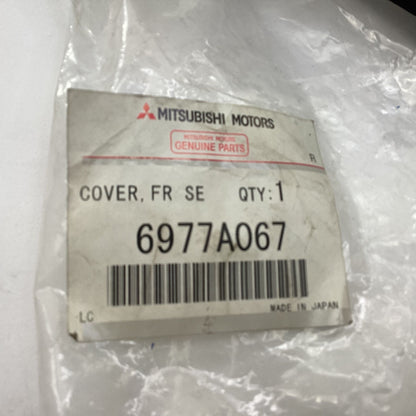 MITSUBISHI MOTORS
MITSUBISHI MOTORS
GENUINE PARTS
R
COVER, FR SE QTY:1
6977A067
LC MADE IN JAPAN